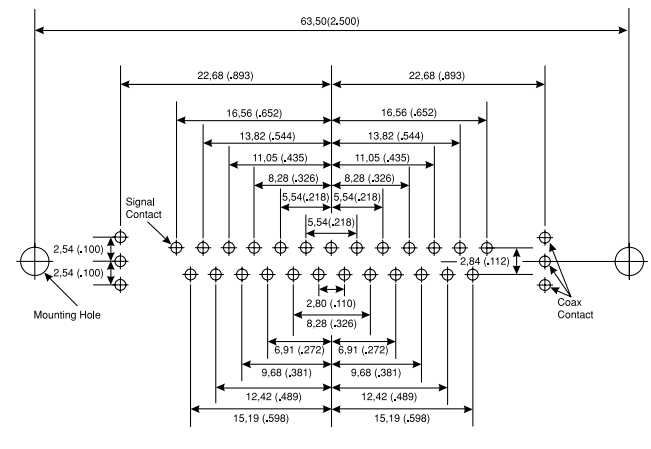 63,50(2.500)
22,68 (.893) 22,68 (.893)
16,56 (.652) 16,56 (.652)
13,82 (.544) 13,82 (.544)
11,05 (.435) 11,05 (.435)
8,28 (.326) 8,28 (.326)
5,54(.218) 5,54(.218)
Signal
Contact
5,54(.218)
2,54 (.100)
2,84 (.112)
2,54 (.100)
Mounting Hole
2,80 (.110)
Coax
Contact
8,28 (.326)
6,91 (.272) 6,91 (.272)
9,68 (.381) 9,68 (.381)
12,42 (.489) 12,42 (.489)
15,19 (.598) 15,19 (.598)